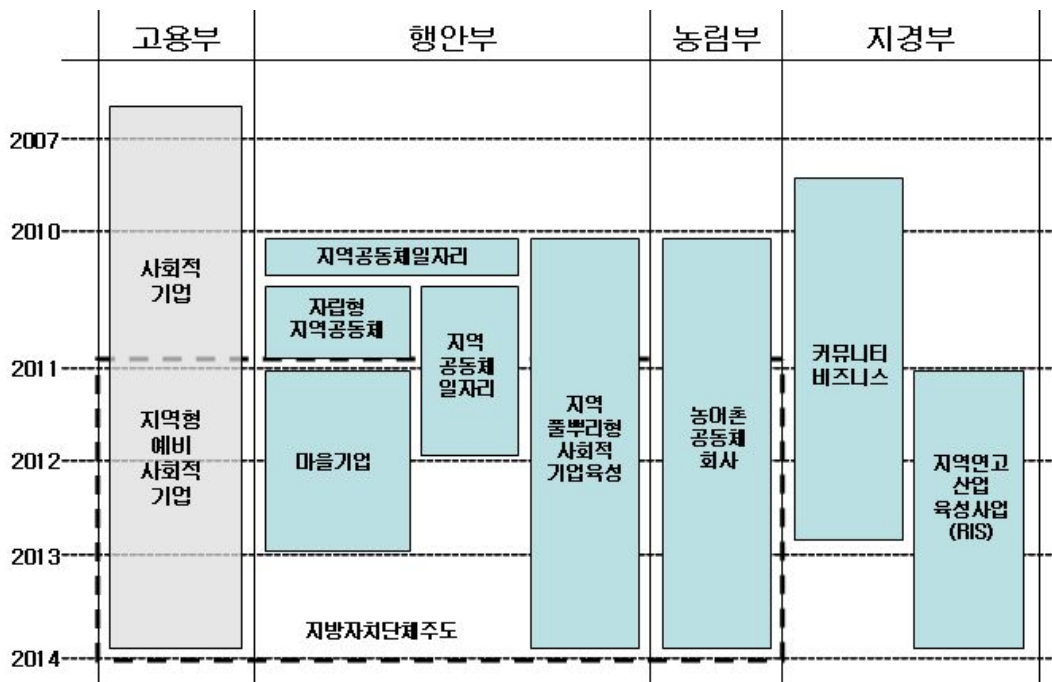 고용부
행안부
농림부
지경부
2007
2010
2011
2012
2013
2014
사회적
기업
지역형
예비
사회적
기업
지역공동체일자리
자립형
지역공동체
지역
공동체
일자리
마을기업
지역
풀뿌리형
사회적
기업육성
지방자치단체주도
농어촌
공동체
회사
커뮤니티
비즈니스
지역연고
산업
육성사업
(RIS)